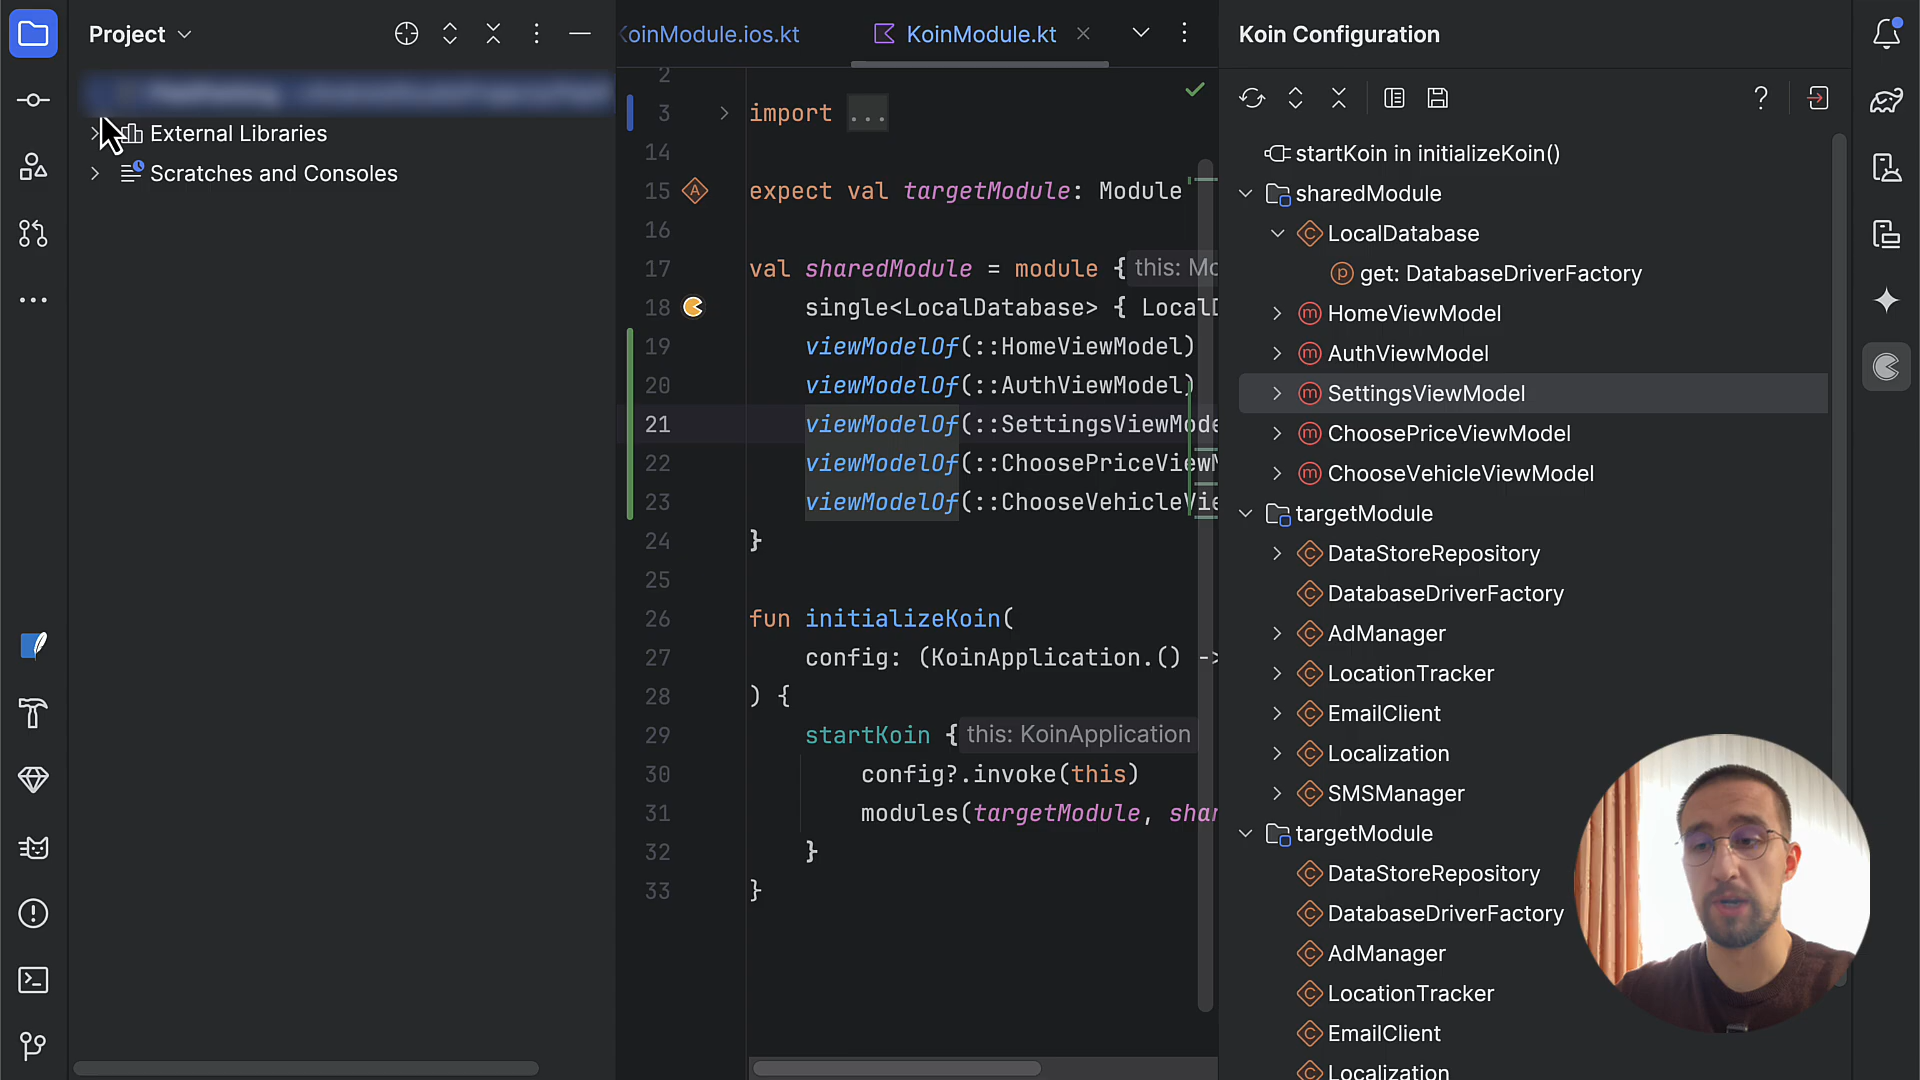 Project
External Libraries
Scratches and Consoles
KoinModule.ios.kt
KoinModule.kt
2
3 import ...
14
15 expect val targetModule: Module
16
17 val sharedModule = module { this: Mo
18 single<LocalDatabase> { LocalD
19 viewModelOf(::HomeViewModel)
20 viewModelOf(::AuthViewModel)
21 viewModelOf(::SettingsViewMode
22 viewModelOf(::ChoosePriceViewM
23 viewModelOf(::ChooseVehicleVie
24 }
25
26 fun initializeKoin(
27 config: (KoinApplication.() ->
28 ) {
29 startKoin { this: KoinApplication
30 config?.invoke(this)
31 modules(targetModule, shar
32 }
33 }
Koin Configuration
startKoin in initializeKoin()
sharedModule
LocalDatabase
get: DatabaseDriverFactory
HomeViewModel
AuthViewModel
SettingsViewModel
ChoosePriceViewModel
ChooseVehicleViewModel
targetModule
DataStoreRepository
DatabaseDriverFactory
AdManager
LocationTracker
EmailClient
Localization
SMSManager
targetModule
DataStoreRepository
DatabaseDriverFactory
AdManager
LocationTracker
EmailClient
Localization